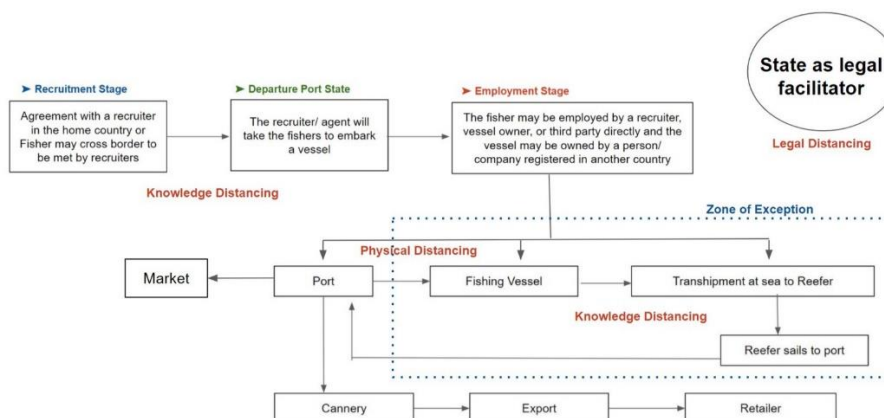 State as legal
facilitator
➤ Recruitment Stage
➤ Departure Port State
➤ Employment Stage
Agreement with a recruiter
in the home country or
Fisher may cross border to
be met by recruiters
The recruiter/ agent will
take the fishers to embark
a vessel
The fisher may be employed by a recruiter,
vessel owner, or third party directly and the
vessel may be owned by a person/
company registered in another country
Legal Distancing
Knowledge Distancing
Zone of Exception
Physical Distancing
Market
Port
Fishing Vessel
Transhipment at sea to Reefer
Knowledge Distancing
Reefer sails to port
Cannery
Export
Retailer